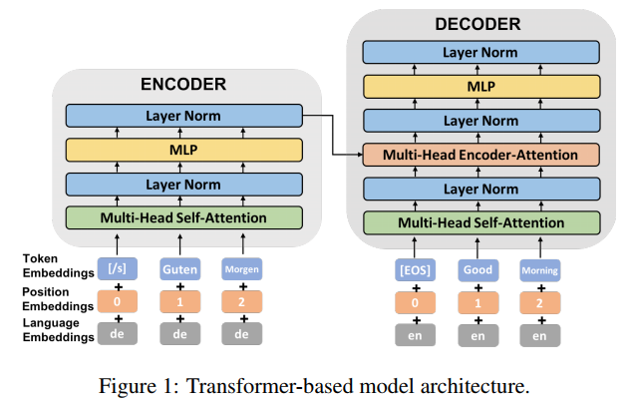 DECODER
Layer Norm
MLP
Layer Norm
Multi-Head Encoder-Attention
Layer Norm
Multi-Head Self-Attention
ENCODER
Layer Norm
MLP
Layer Norm
Multi-Head Self-Attention
Token Embeddings
[/s] Guten Morgen
[EOS] Good Morning
+ + + + + +
Position Embeddings
0 1 2
0 1 2
+ + + + + +
Language Embeddings
de de de
en en en
Figure 1: Transformer-based model architecture.